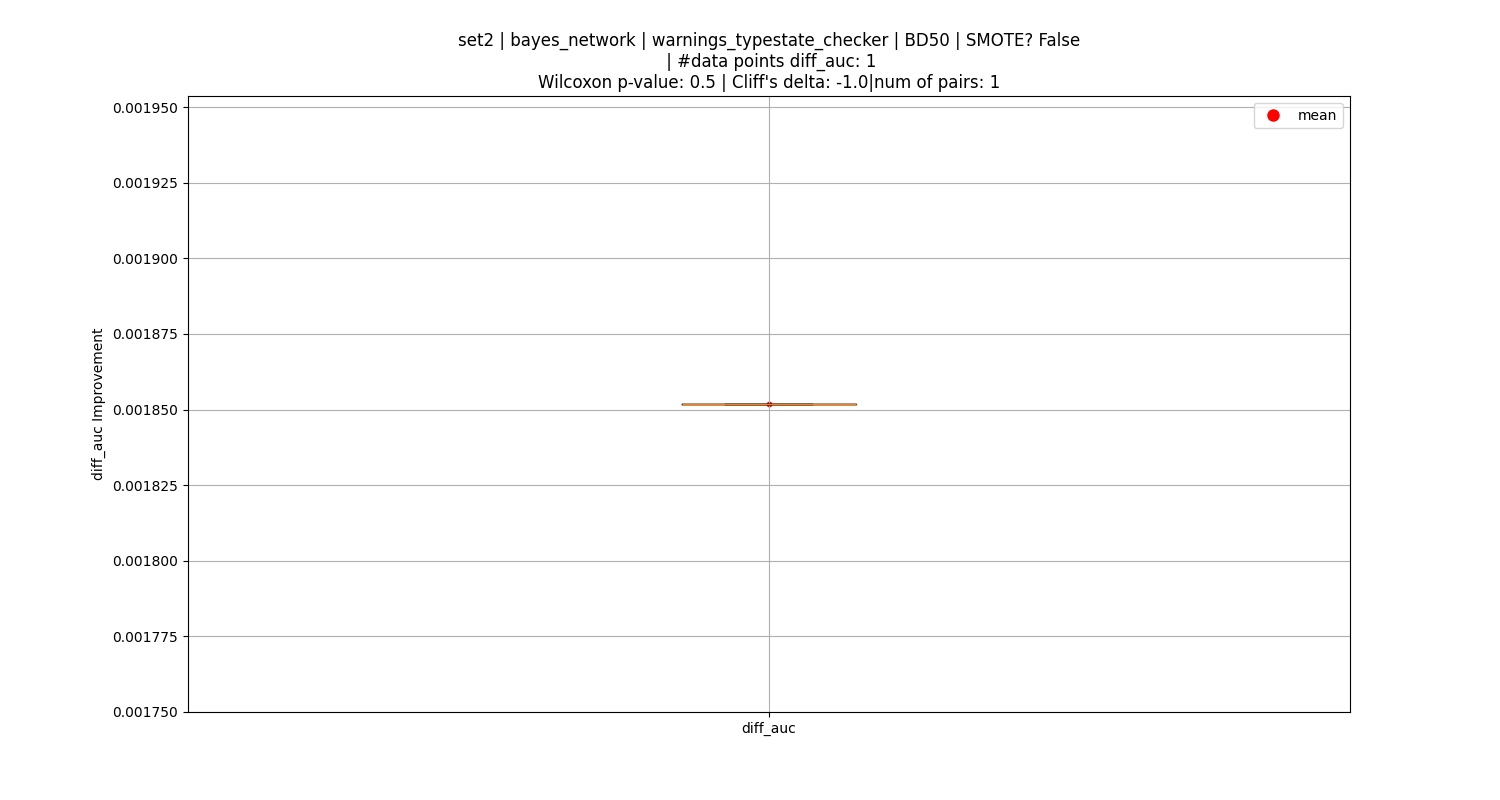 set2 | bayes_network | warnings_typestate_checker | BD50 | SMOTE? False
| #data points diff_auc: 1
Wilcoxon p-value: 0.5 | Cliff's delta: -1.0|num of pairs: 1
mean
0.001950
0.001925
0.001900
0.001875
0.001850
0.001825
0.001800
0.001775
0.001750
diff_auc Improvement
diff_auc